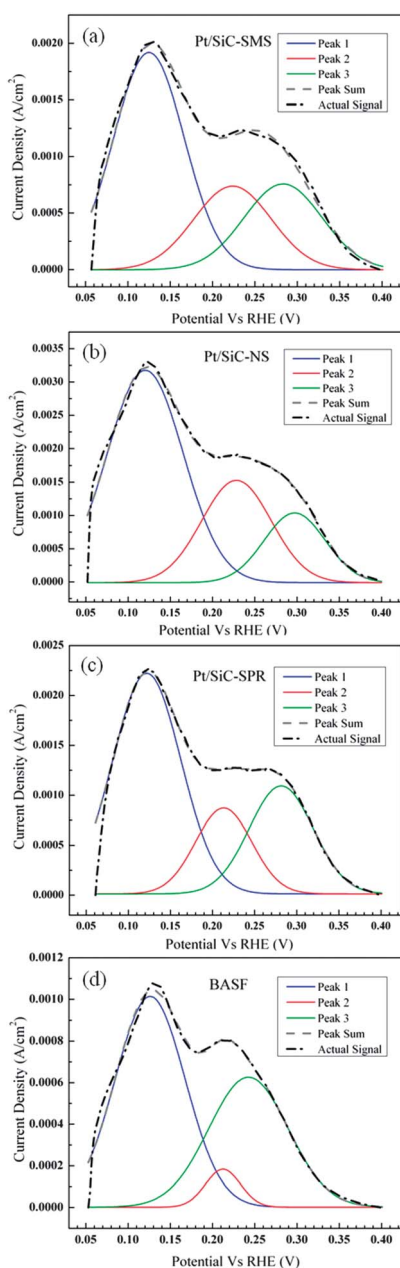 (a)
Pt/SiC-SMS
Peak 1
Peak 2
Peak 3
Peak Sum
Actual Signal
Current Density (A/cm²)
0.0020
0.0015
0.0010
0.0005
0.0000
0.05 0.10 0.15 0.20 0.25 0.30 0.35 0.40
Potential Vs RHE (V)
(b)
Pt/SiC-NS
Peak 1
Peak 2
Peak 3
Peak Sum
Actual Signal
Current Density (A/cm²)
0.0035
0.0030
0.0025
0.0020
0.0015
0.0010
0.0005
0.0000
0.05 0.10 0.15 0.20 0.25 0.30 0.35 0.40
Potential Vs RHE (V)
(c)
Pt/SiC-SPR
Peak 1
Peak 2
Peak 3
Peak Sum
Actual Signal
Current Density (A/cm²)
0.0025
0.0020
0.0015
0.0010
0.0005
0.0000
0.05 0.10 0.15 0.20 0.25 0.30 0.35 0.40
Potential Vs RHE (V)
(d)
BASF
Peak 1
Peak 2
Peak 3
Peak Sum
Actual Signal
Current Density (A/cm²)
0.0012
0.0010
0.0008
0.0006
0.0004
0.0002
0.0000
0.05 0.10 0.15 0.20 0.25 0.30 0.35 0.40
Potential Vs RHE (V)